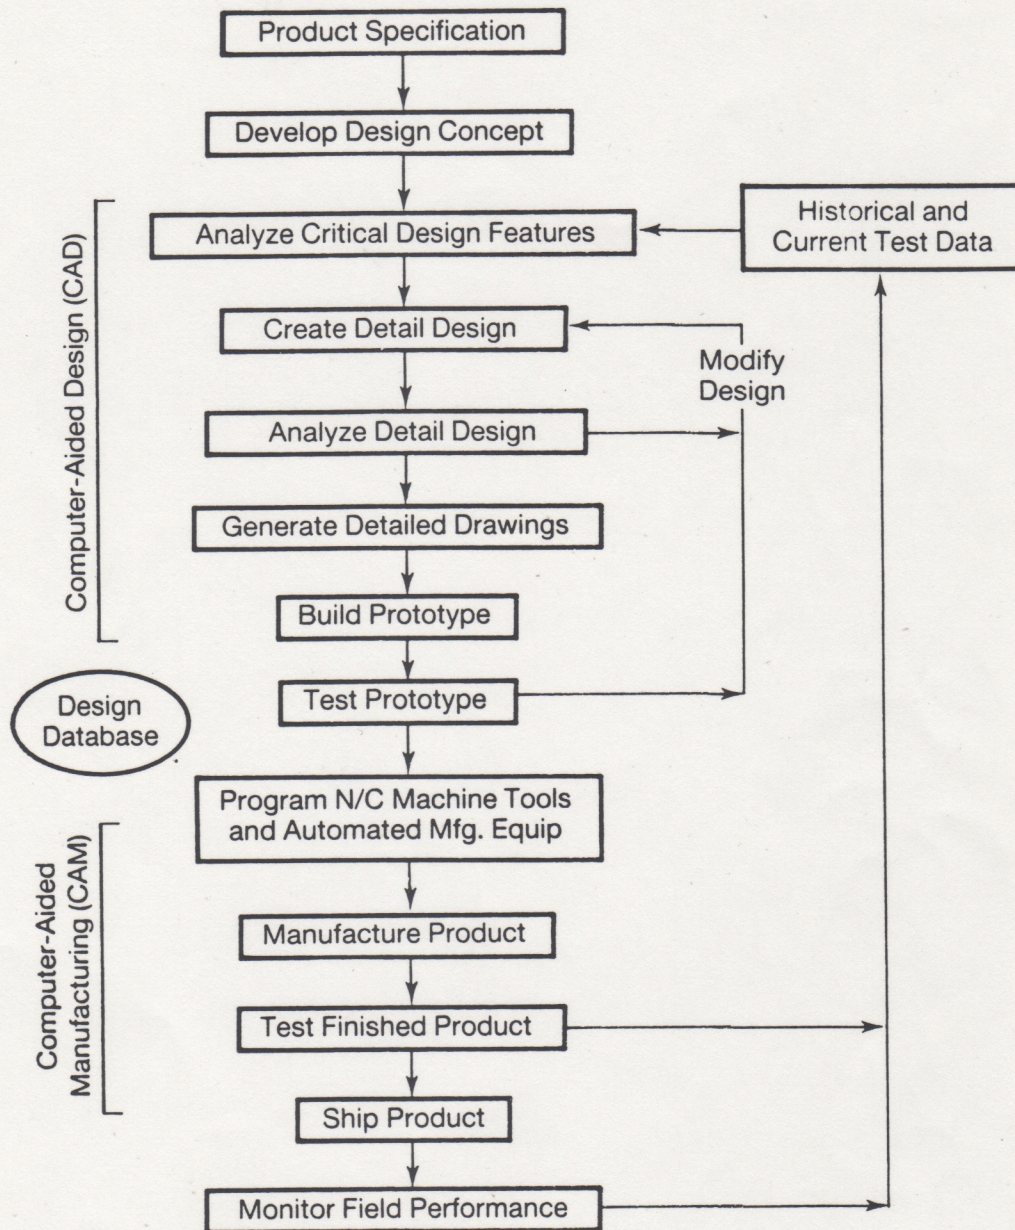 Product Specification
Develop Design Concept
Historical and
Current Test Data
Analyze Critical Design Features
Computer-Aided Design (CAD)
Create Detail Design
Modify
Design
Analyze Detail Design
Generate Detailed Drawings
Build Prototype
Design
Database
Test Prototype
Program N/C Machine Tools
and Automated Mfg. Equip
Computer-Aided
Manufacturing (CAM)
Manufacture Product
Test Finished Product
Ship Product
Monitor Field Performance